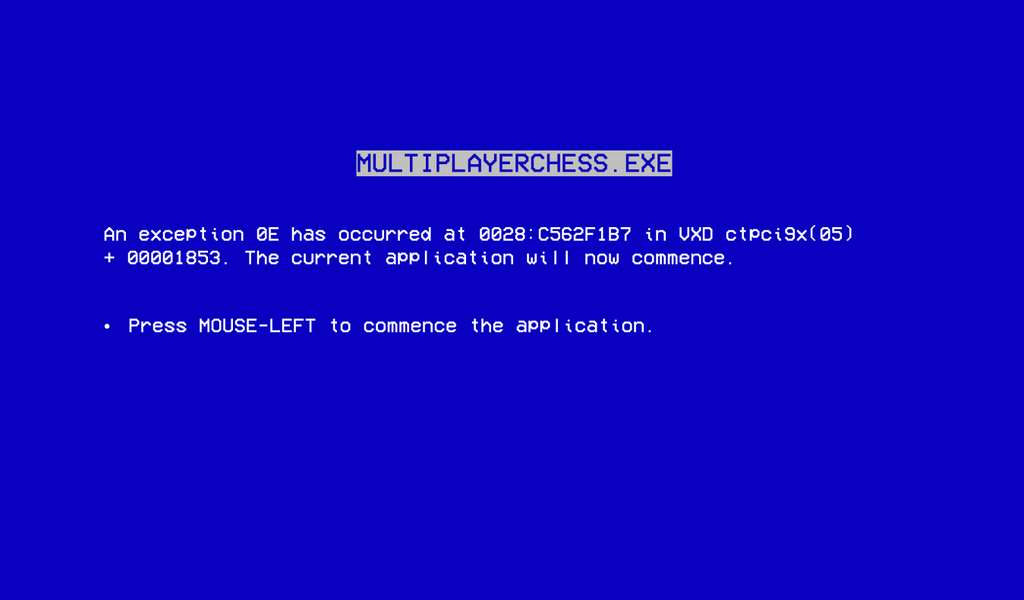 MULTIPLAYERCHESS.EXE
An exception 0E has occurred at 0028:C562F1B7 in VXD ctpci9x(05)
+ 00001853. The current application will now commence.
• Press MOUSE-LEFT to commence the application.